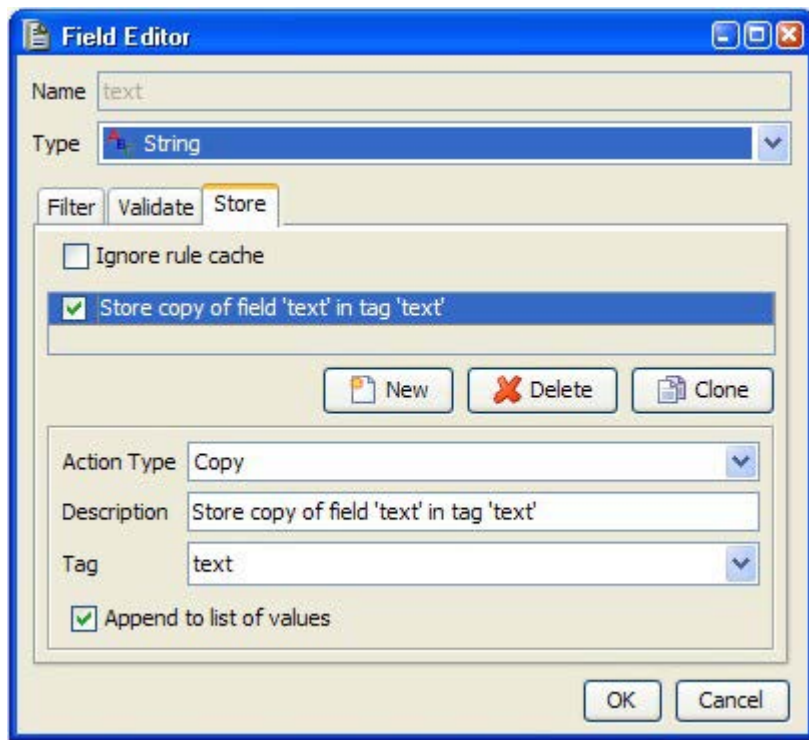 Field Editor
Name text
Type String
Filter Validate Store
Ignore rule cache
Store copy of field 'text' in tag 'text'
New Delete Clone
Action Type Copy
Description Store copy of field 'text' in tag 'text'
Tag text
Append to list of values
OK Cancel